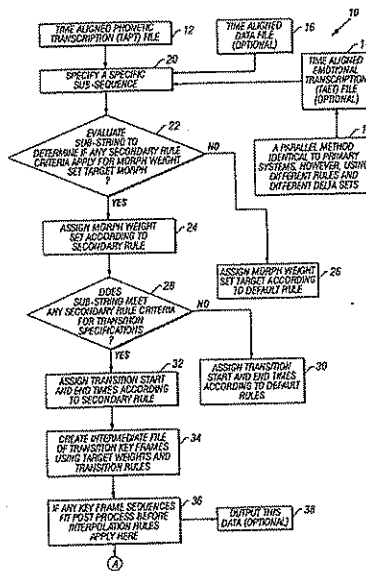 10
TIME ALIGNED PHONETIC
TRANSCRIPTION (TAPT) FILE
12
TIME ALIGNED
DATA FILE
(OPTIONAL)
16
TIME ALIGNED
EMOTIONAL
TRANSCRIPTION
(TAET) FILE
(OPTIONAL)
20
SPECIFY A SPECIFIC
SUB-SEQUENCE
A PARALLEL METHOD
IDENTICAL TO PRIMARY
SYSTEMS, HOWEVER, USING
DIFFERENT RULES AND
DIFFERENT DELTA SETS
22
EVALUATE
SUB-STRING TO
DETERMINE IF ANY SECONDARY RULE
CRITERIA APPLY FOR MORPH WEIGHT
SET TARGET MORPH
?
NO
YES
24
ASSIGN MORPH WEIGHT
SET ACCORDING TO
SECONDARY RULE
26
ASSIGN MORPH WEIGHT
SET TARGET ACCORDING TO
DEFAULT RULE
28
DOES
SUB-STRING MEET
ANY SECONDARY RULE CRITERIA
FOR TRANSITION
SPECIFICATIONS
?
NO
YES
32
ASSIGN TRANSITION START
AND END TIMES ACCORDING TO
SECONDARY RULE
30
ASSIGN TRANSITION
START AND END TIMES
ACCORDING TO DEFAULT
RULES
34
CREATE INTERMEDIATE FILE
OF TRANSITION KEY FRAMES
USING TARGET WEIGHTS AND
TRANSITION RULES
36
IF ANY KEY FRAME SEQUENCES
FIT POST PROCESS BEFORE
INTERPOLATION RULES
APPLY HERE
38
OUTPUT THIS
DATA (OPTIONAL)
A